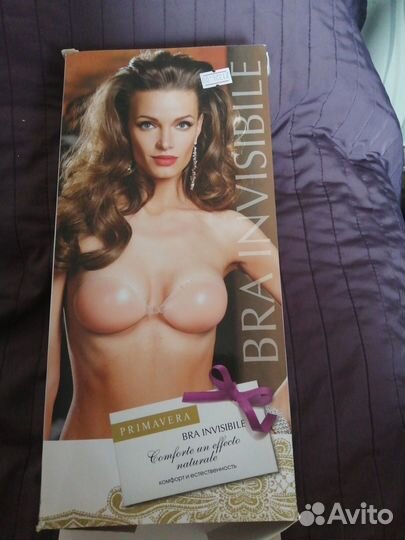 BRA INVISIBILE
PRIMAVERA
BRA INVISIBILE
Comforte un effecto
naturale
комфорт и естественность
Avito